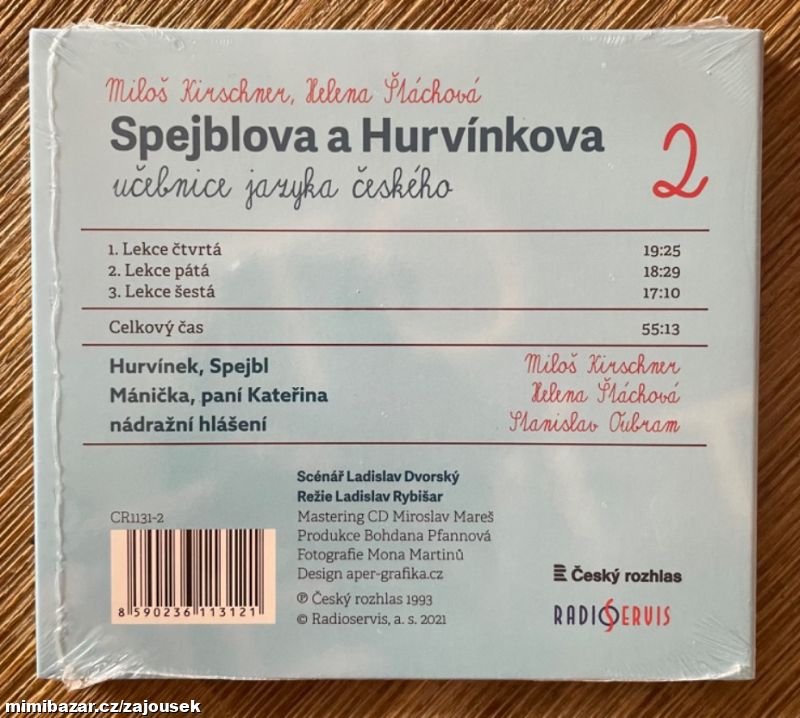 Miloš Kirschner, Helena Štáchová
Spejblova a Hurvínkova
učebnice jazyka českého
2
1. Lekce čtvrtá 19:25
2. Lekce pátá 18:29
3. Lekce šestá 17:10
Celkový čas 55:13
Hurvínek, Spejbl Miloš Kirschner
Mánička, paní Kateřina Helena Štáchová
nádražní hlášení Stanislav Oubram
Scénář Ladislav Dvorský
Režie Ladislav Rybišar
Mastering CD Miroslav Mareš
Produkce Bohdana Pfannová
Fotografie Mona Martinů
Design aper-grafika.cz
℗ Český rozhlas 1993
© Radioservis, a. s. 2021
CR1131-2
8 590236 113121
Český rozhlas
RADIOSERVIS
mimibazar.cz/zajousek